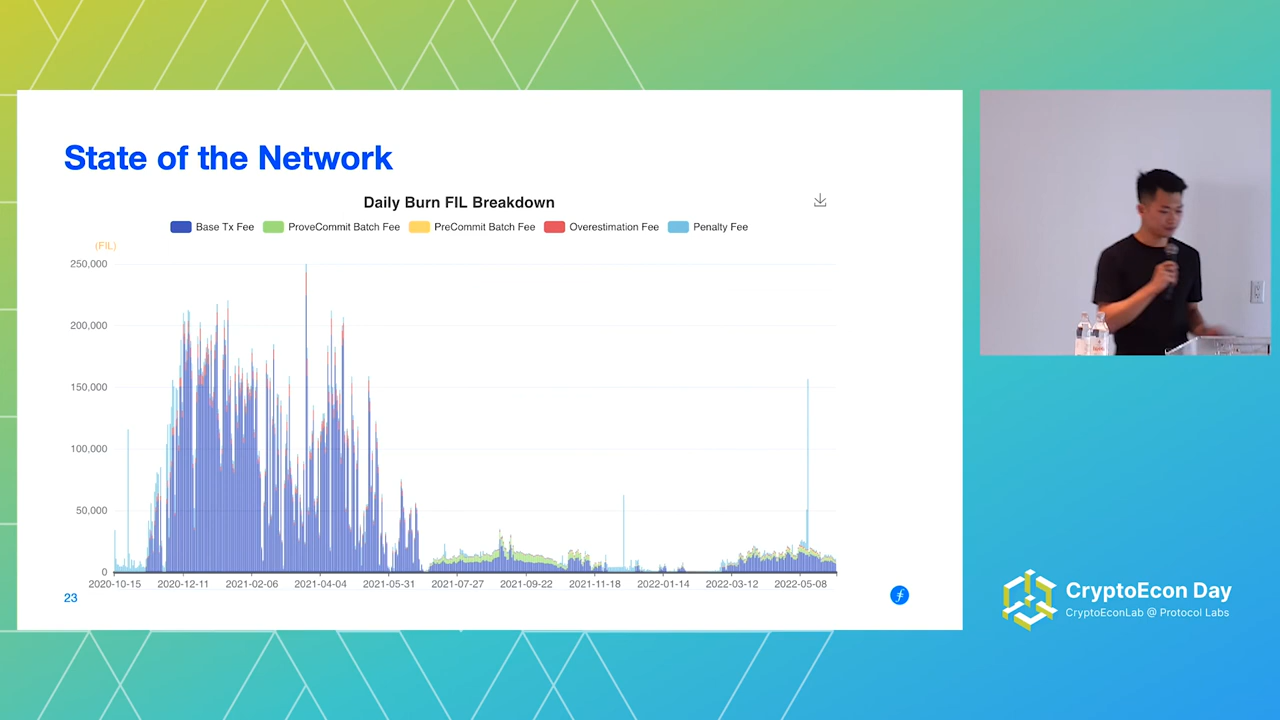 State of the Network
Daily Burn FIL Breakdown
Base Tx Fee ProveCommit Batch Fee PreCommit Batch Fee Overestimation Fee Penalty Fee
(FIL)
250,000
200,000
150,000
100,000
50,000
0
2020-10-15 2020-12-11 2021-02-06 2021-04-04 2021-05-31 2021-07-27 2021-09-22 2021-11-18 2022-01-14 2022-03-12 2022-05-08
23
CryptoEcon Day
CryptoEconLab @ Protocol Labs